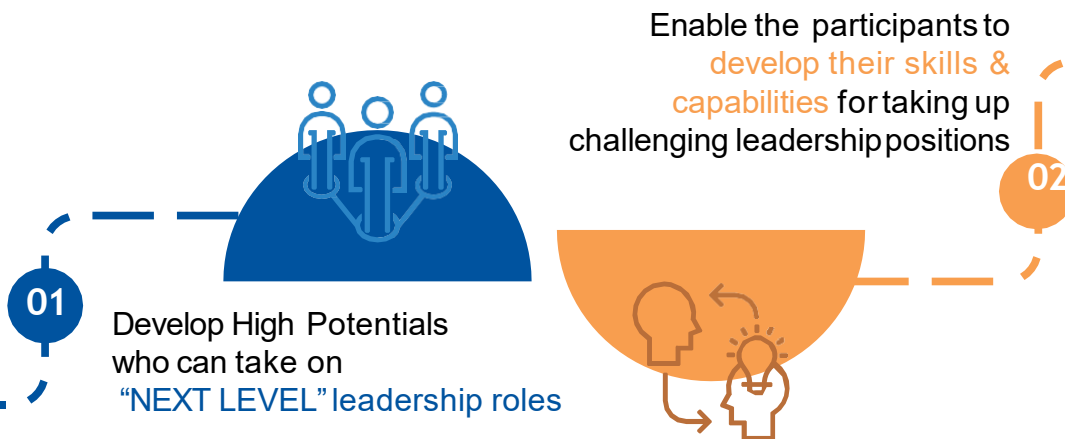 01
Develop High Potentials
who can take on
“NEXT LEVEL” leadership roles
Enable the participants to
develop their skills &
capabilities for taking up
challenging leadership positions
02